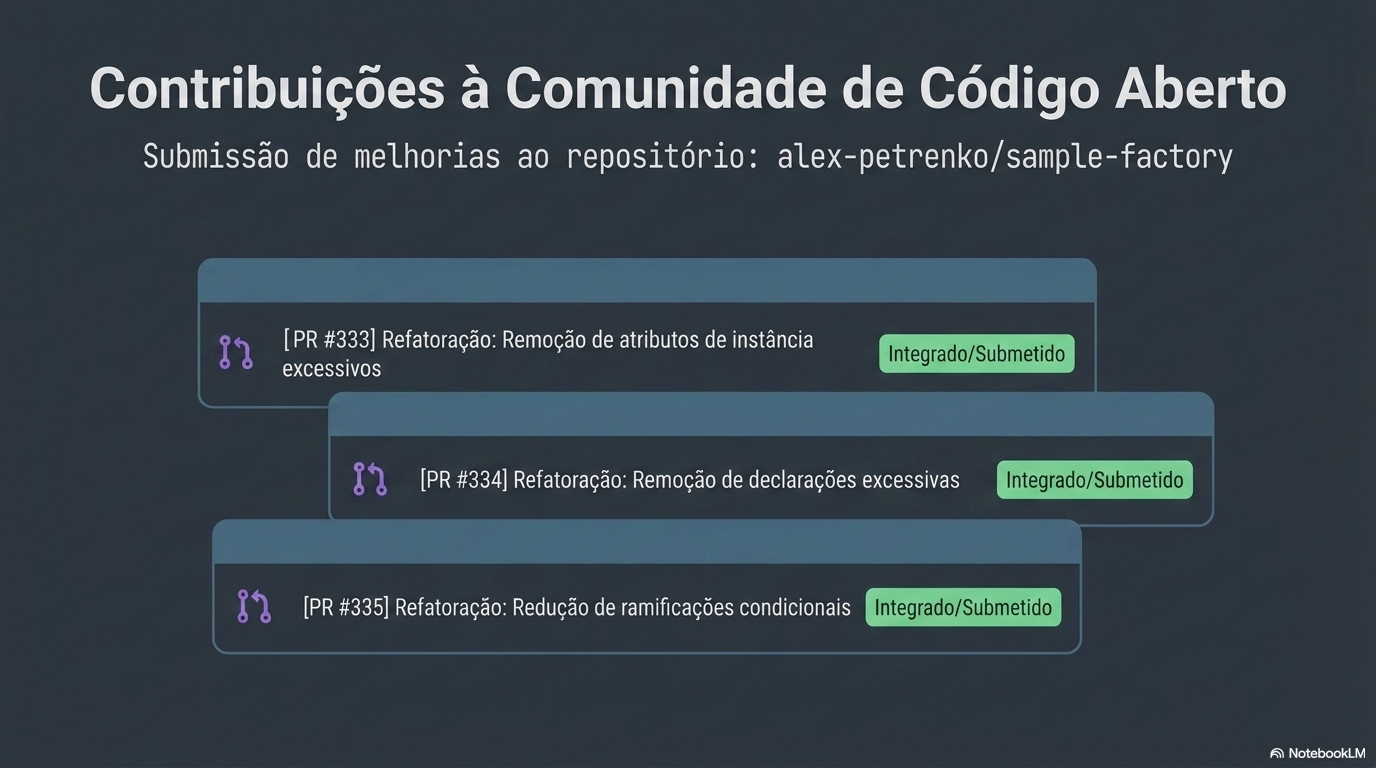 Contribuições à Comunidade de Código Aberto
Submissão de melhorias ao repositório: alex-petrenko/sample-factory
[PR #333] Refatoração: Remoção de atributos de instância
excessivos
Integrado/Submetido
[PR #334] Refatoração: Remoção de declarações excessivas
Integrado/Submetido
[PR #335] Refatoração: Redução de ramificações condicionais
Integrado/Submetido
NotebookLM